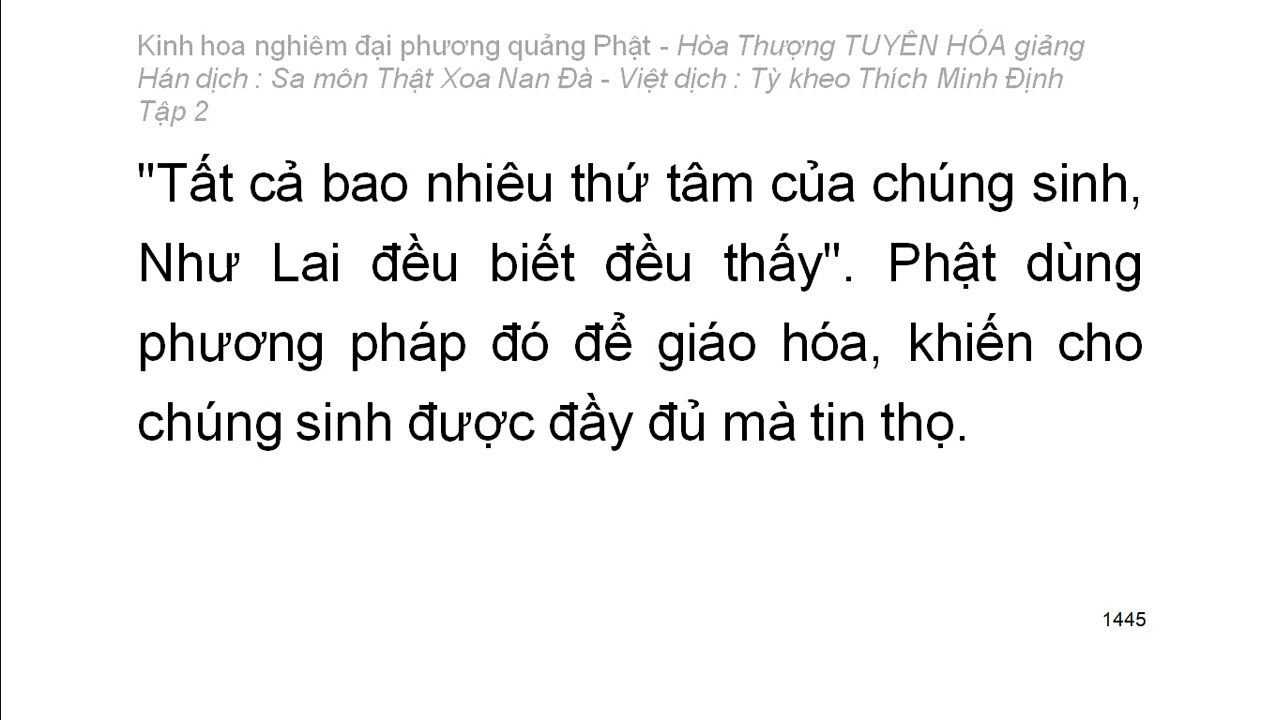 Kinh hoa nghiêm đại phương quảng Phật - Hòa Thượng TUYÊN HÓA giảng
Hán dịch : Sa môn Thật Xoa Nan Đà - Việt dịch : Tỳ kheo Thích Minh Định
Tập 2
"Tất cả bao nhiêu thứ tâm của chúng sinh,
Như Lai đều biết đều thấy". Phật dùng
phương pháp đó để giáo hóa, khiến cho
chúng sinh được đầy đủ mà tin thọ.
1445